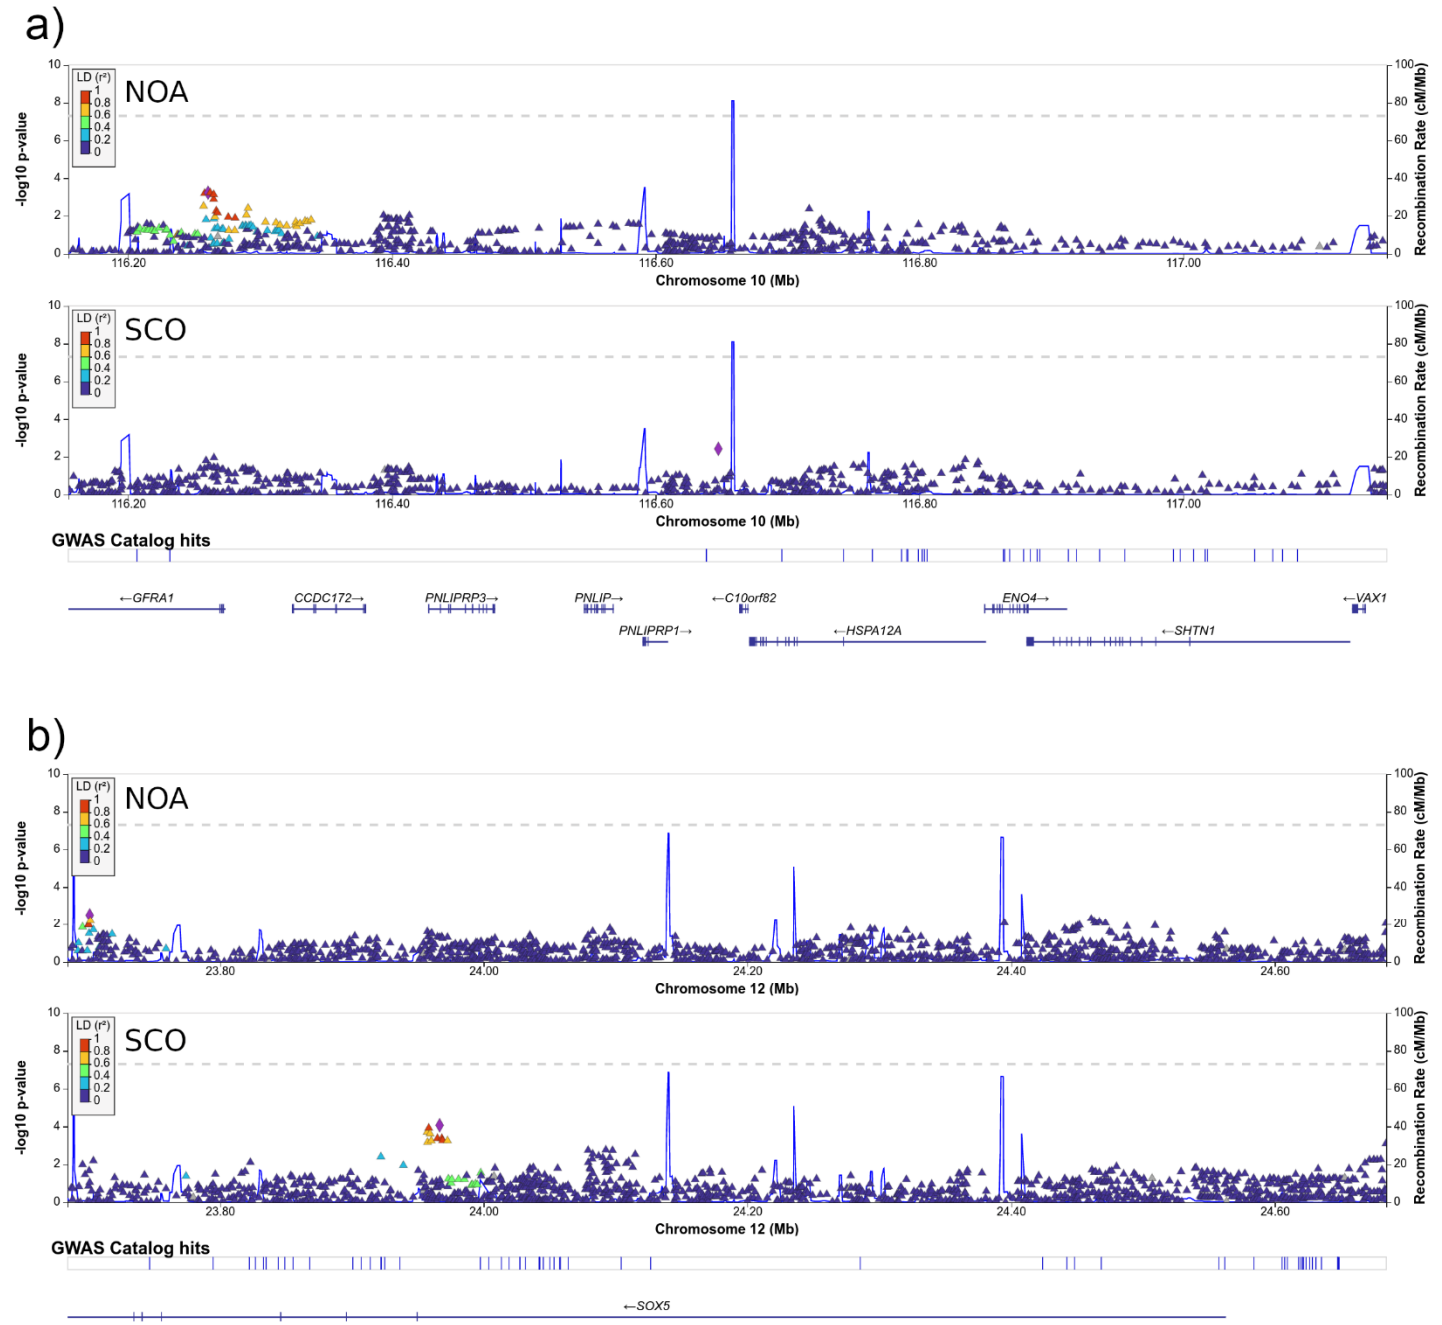 a)
LD (r²)
1
0.8
0.6
0.4
0.2
0
NOA
-log10 p-value
10
8
6
4
2
0
100
80
60
40
20
0
Recombination Rate (cM/Mb)
116.20 116.40 116.60 116.80 117.00
Chromosome 10 (Mb)
LD (r²)
1
0.8
0.6
0.4
0.2
0
SCO
-log10 p-value
10
8
6
4
2
0
100
80
60
40
20
0
Recombination Rate (cM/Mb)
116.20 116.40 116.60 116.80 117.00
Chromosome 10 (Mb)
GWAS Catalog hits
←GFRA1 CCDC172→ PNLIPRP3→ PNLIP→ ←C10orf82 ENO4→ ←VAX1
PNLIPRP1→ ←HSPA12A ←SHTN1
b)
LD (r²)
1
0.8
0.6
0.4
0.2
0
NOA
-log10 p-value
10
8
6
4
2
0
100
80
60
40
20
0
Recombination Rate (cM/Mb)
23.80 24.00 24.20 24.40 24.60
Chromosome 12 (Mb)
LD (r²)
1
0.8
0.6
0.4
0.2
0
SCO
-log10 p-value
10
8
6
4
2
0
100
80
60
40
20
0
Recombination Rate (cM/Mb)
23.80 24.00 24.20 24.40 24.60
Chromosome 12 (Mb)
GWAS Catalog hits
←SOX5